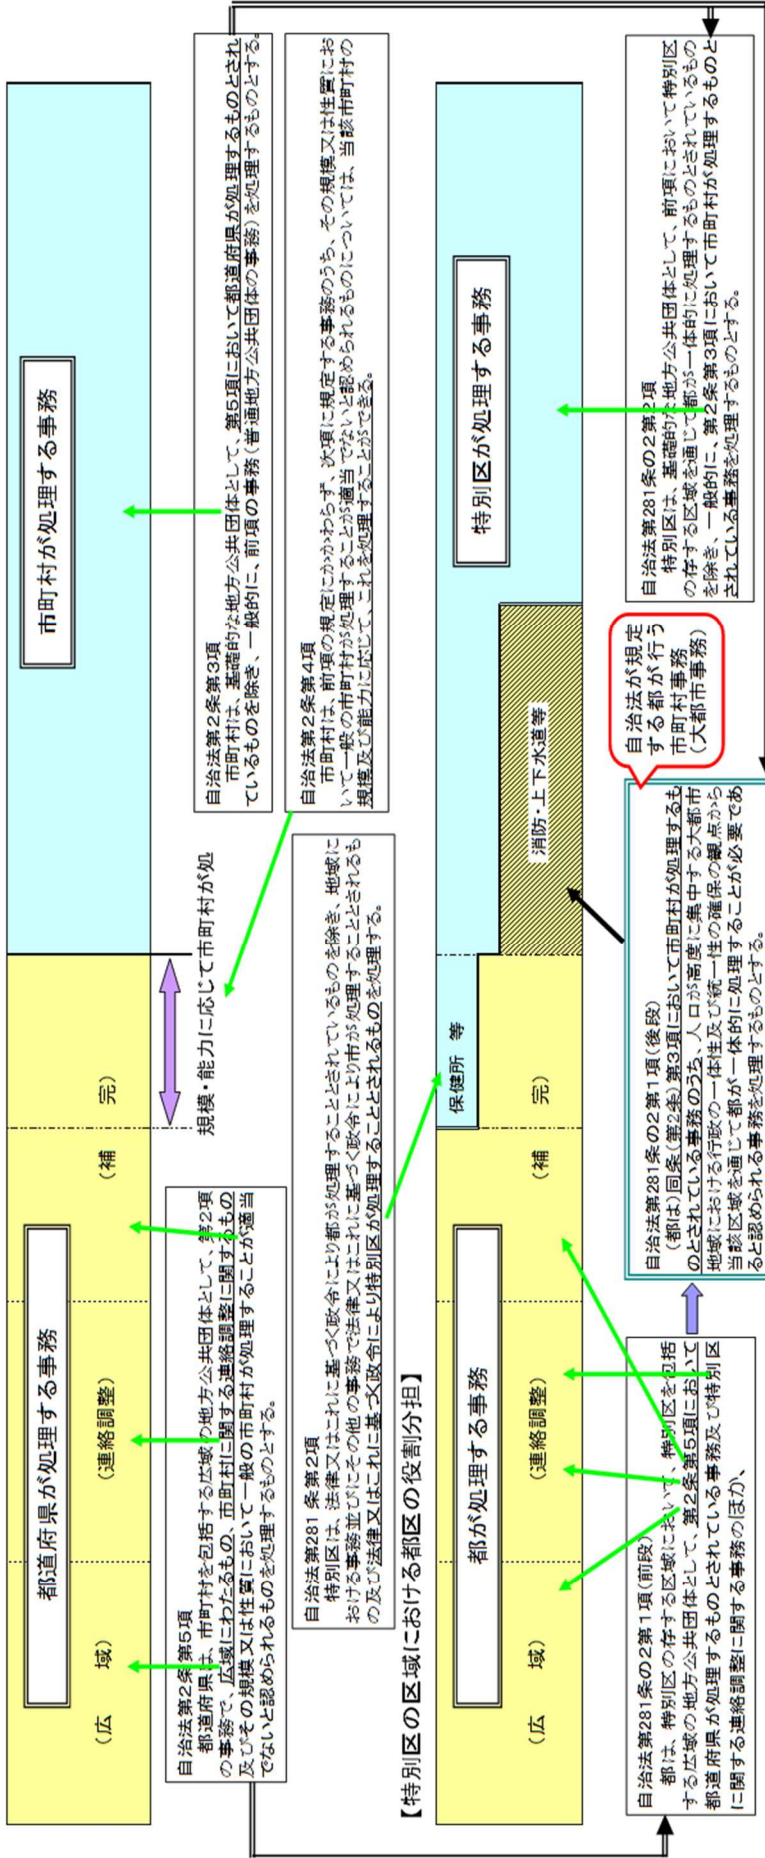 都道府県が処理する事務
市町村が処理する事務
(広　域)
(連絡調整)
(補　完)
規模・能力に応じて市町村が処
自治法第2条第5項
都道府県は、市町村を包括する広域の地方公共団体として、第2項
の事務で、広域にわたるもの、市町村に関する連絡調整に関するもの
及びその規模又は性質において一般の市町村が処理することが適当
でないと認められるものを処理するものとする。
自治法第2条第3項
市町村は、基礎的な地方公共団体として、第5項において都道府県が処理するものとされ
ているものを除き、一般的に、前項の事務(普通地方公共団体の事務)を処理するものとする。
自治法第2条第4項
市町村は、前項の規定にかかわらず、次項に規定する事務のうち、その規模又は性質にお
いて一般の市町村が処理することが適当でないと認められるものについては、当該市町村の
規模及び能力に応じて、これを処理することができる。
自治法第281条第2項
特別区は、法律又はこれに基づく政令により都が処理することとされているものを除き、地域に
おける事務並びにその他の事務で法律又はこれに基づく政令により市が処理することとされるも
の及び法律又はこれに基づく政令により特別区が処理することとされるものを処理する。
【特別区の区域における都区の役割分担】
都が処理する事務
特別区が処理する事務
(広　域)
(連絡調整)
(補　完)
保健所 等
消防・上下水道等
自治法第281条の2第1項(前段)
都は、特別区の存する区域において、特別区を包括
する広域の地方公共団体として、第2条第5項において
都道府県が処理するものとされている事務及び特別区
に関する連絡調整に関する事務のほか、
自治法第281条の2第1項(後段)
(都は)同条(第2条)第3項において市町村が処理するも
のとされている事務のうち、人口が高度に集中する大都市
地域における行政の一体性及び統一性の確保の観点から
当該区域を通じて都が一体的に処理することが必要であ
ると認められる事務を処理するものとする。
自治法が規定
する都が行う
市町村事務
(大都市事務)
自治法第281条の2第2項
特別区は、基礎的な地方公共団体として、前項において特別区
の存する区域を通じて都が一体的に処理するものとされているもの
を除き、一般的に、第2条第3項において市町村が処理するものと
されている事務を処理するものとする。